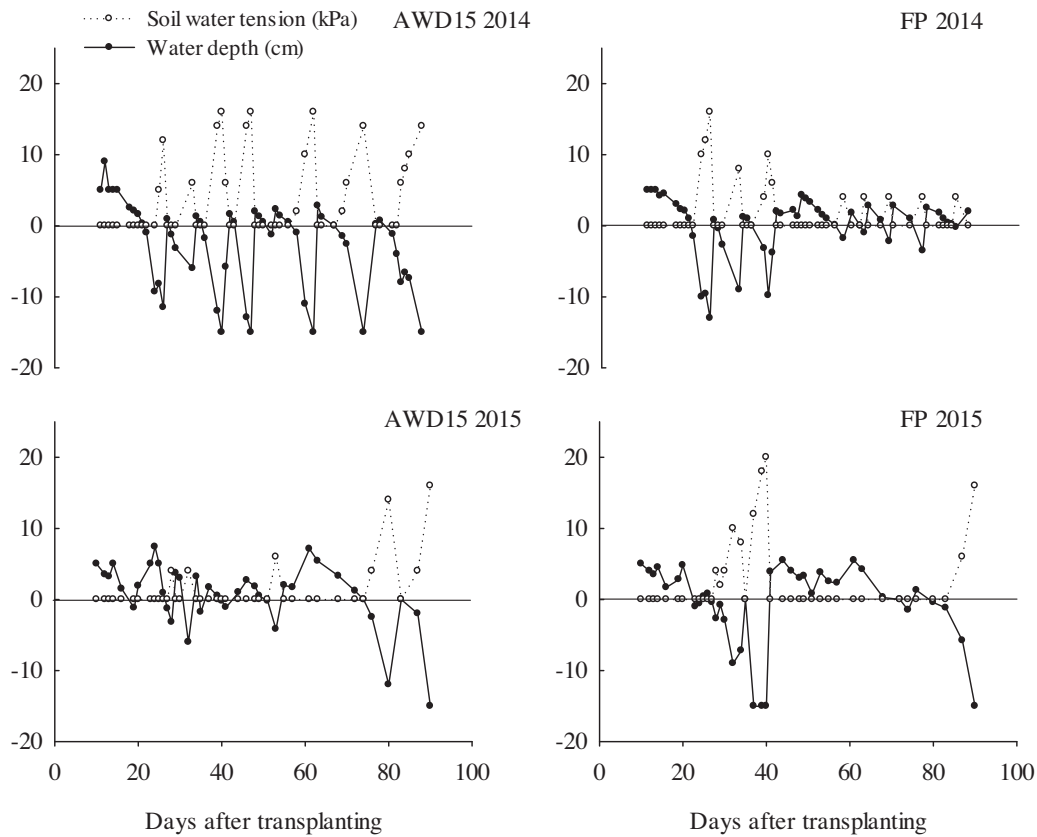 Soil water tension (kPa)
Water depth (cm)
AWD15 2014
FP 2014
20
10
0
-10
-20
20
10
0
-10
-20
AWD15 2015
FP 2015
20
10
0
-10
-20
20
10
0
-10
-20
0 20 40 60 80 100
0 20 40 60 80 100
Days after transplanting
Days after transplanting